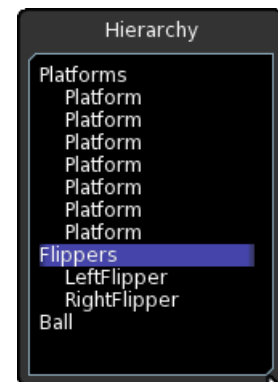 Hierarchy
Platforms
Platform
Platform
Platform
Platform
Platform
Platform
Platform
Flippers
LeftFlipper
RightFlipper
Ball